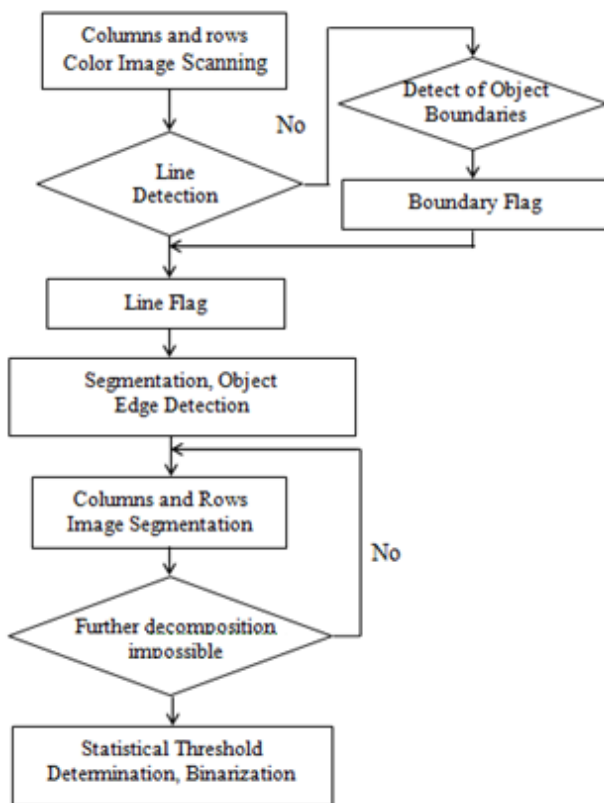 Columns and rows
Color Image Scanning
No
Detect of Object
Boundaries
Line
Detection
Boundary Flag
Line Flag
Segmentation, Object
Edge Detection
Columns and Rows
Image Segmentation
No
Further decomposition
impossible
Statistical Threshold
Determination, Binarization